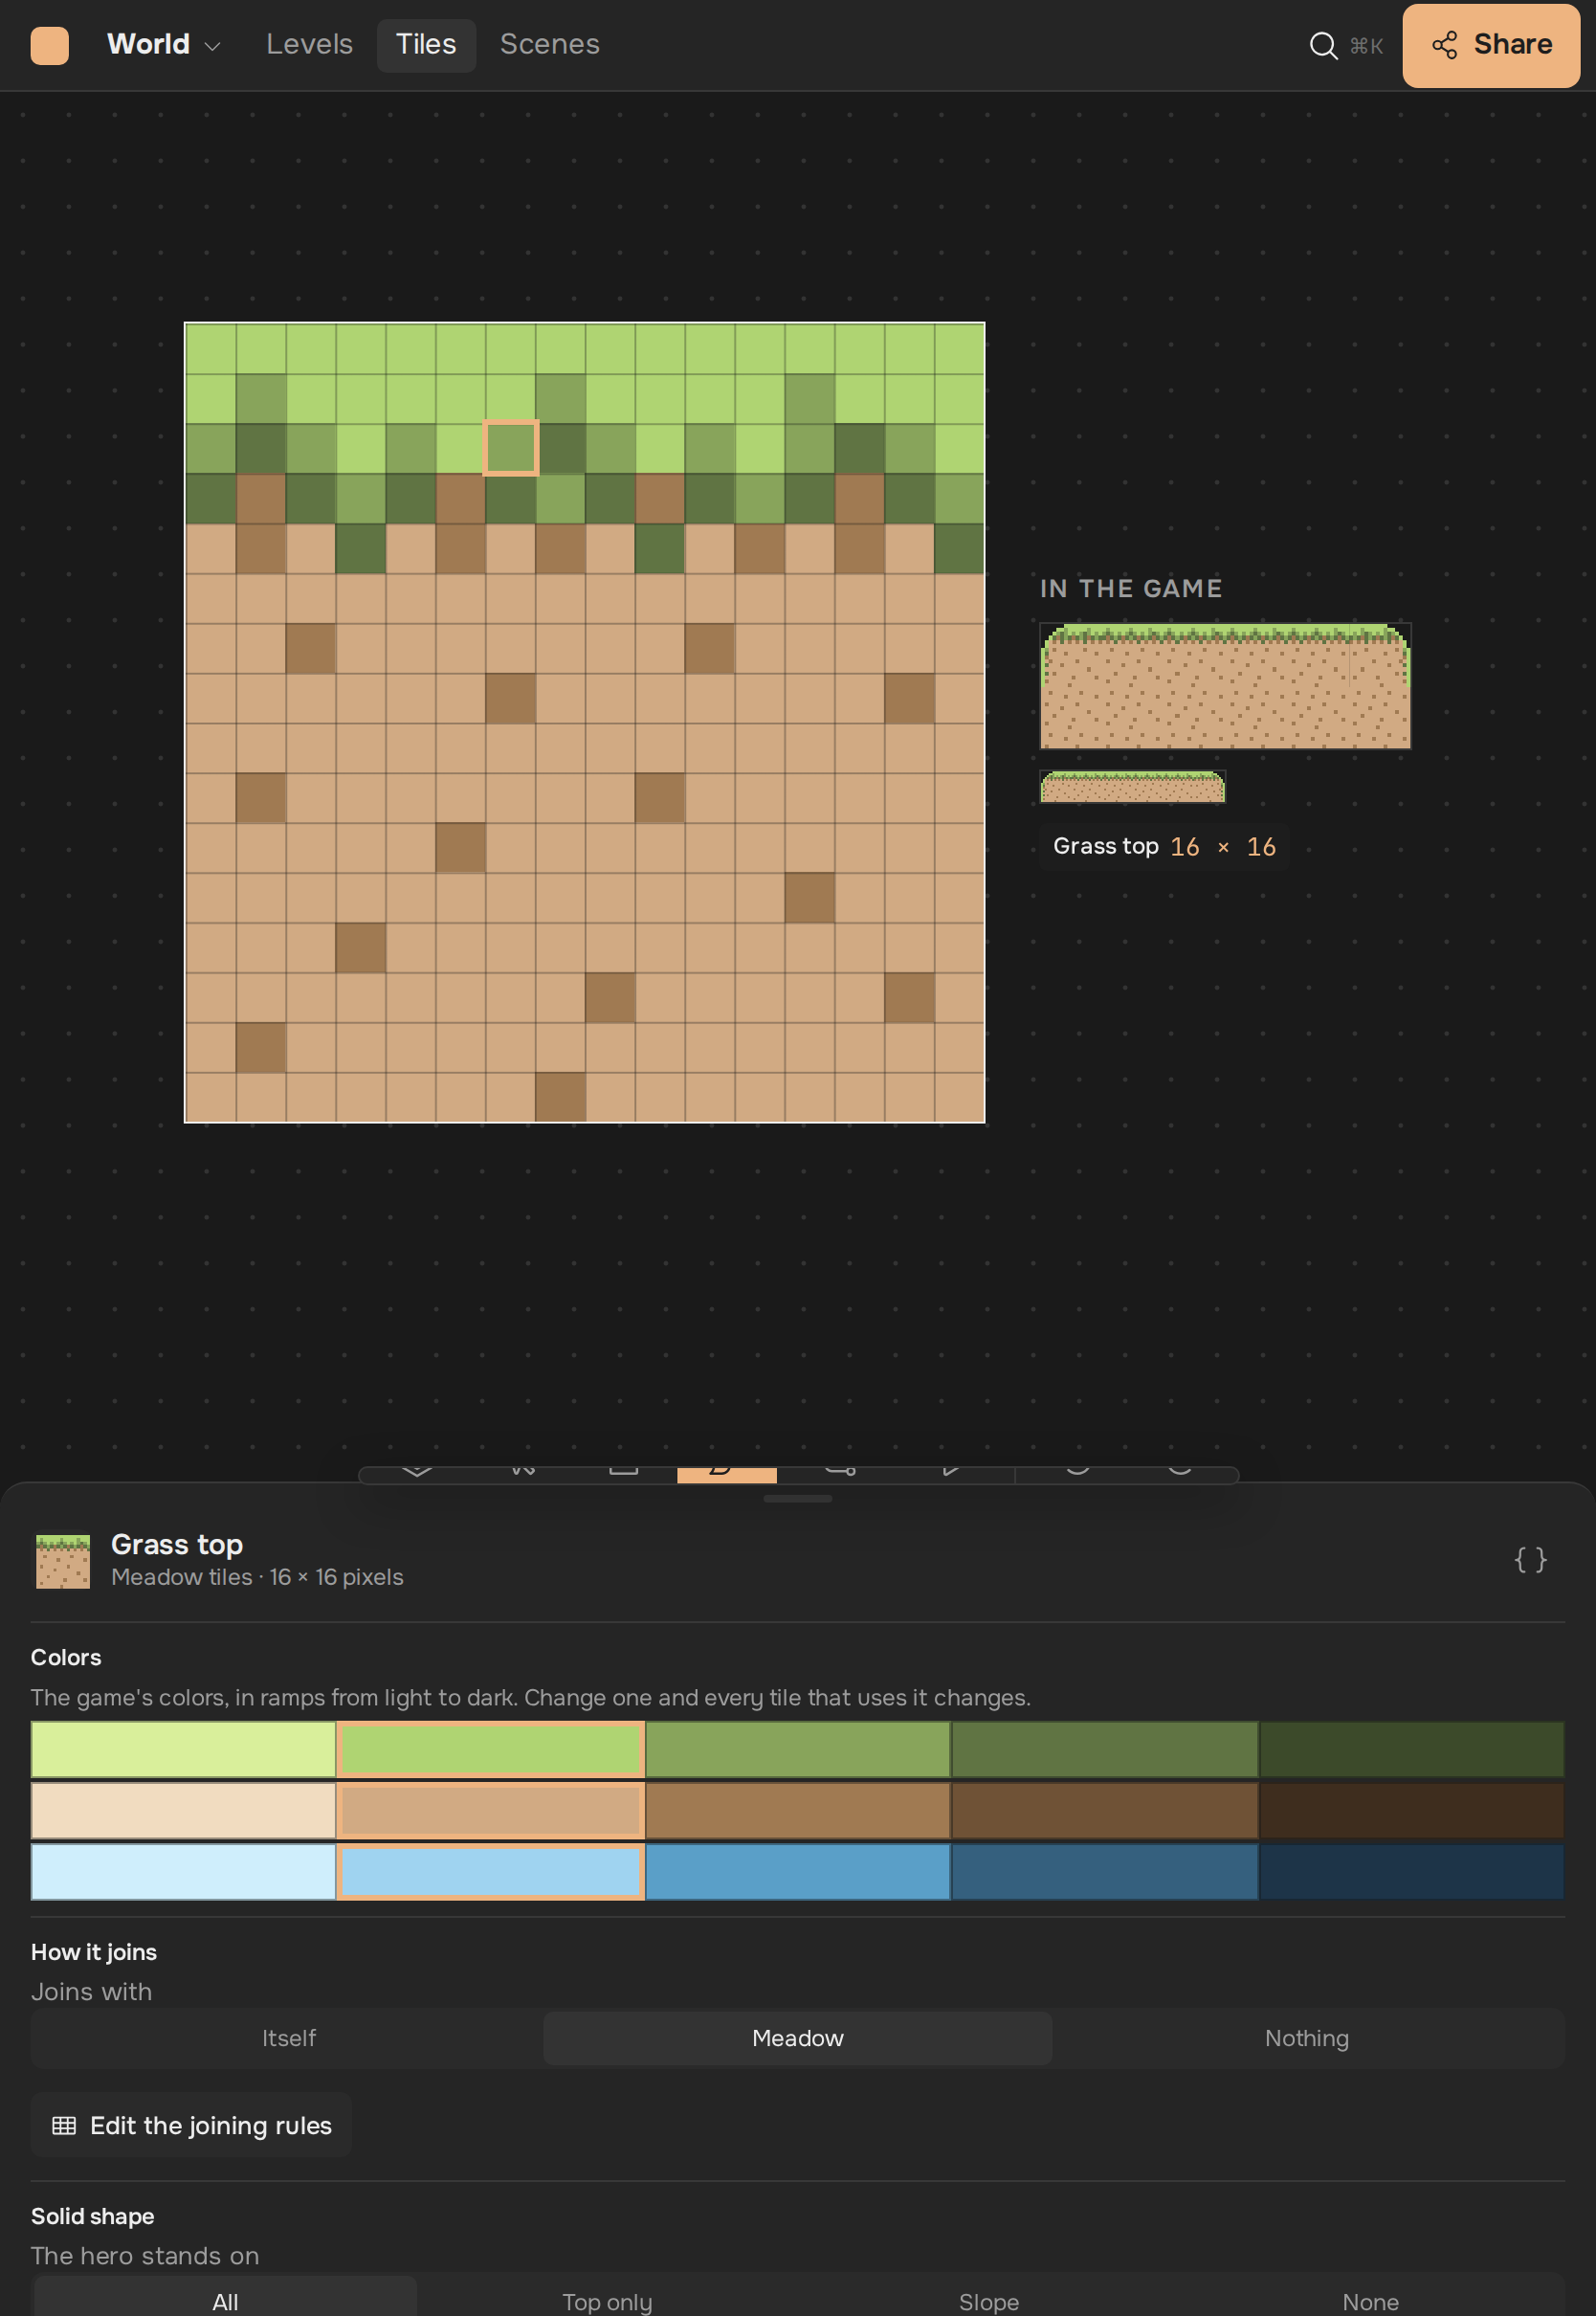 World Levels Tiles Scenes ⌘K Share
IN THE GAME
Grass top 16 × 16
Grass top
Meadow tiles · 16 × 16 pixels
Colors
The game's colors, in ramps from light to dark. Change one and every tile that uses it changes.
How it joins
Joins with
Itself Meadow Nothing
Edit the joining rules
Solid shape
The hero stands on
All Top only Slope None